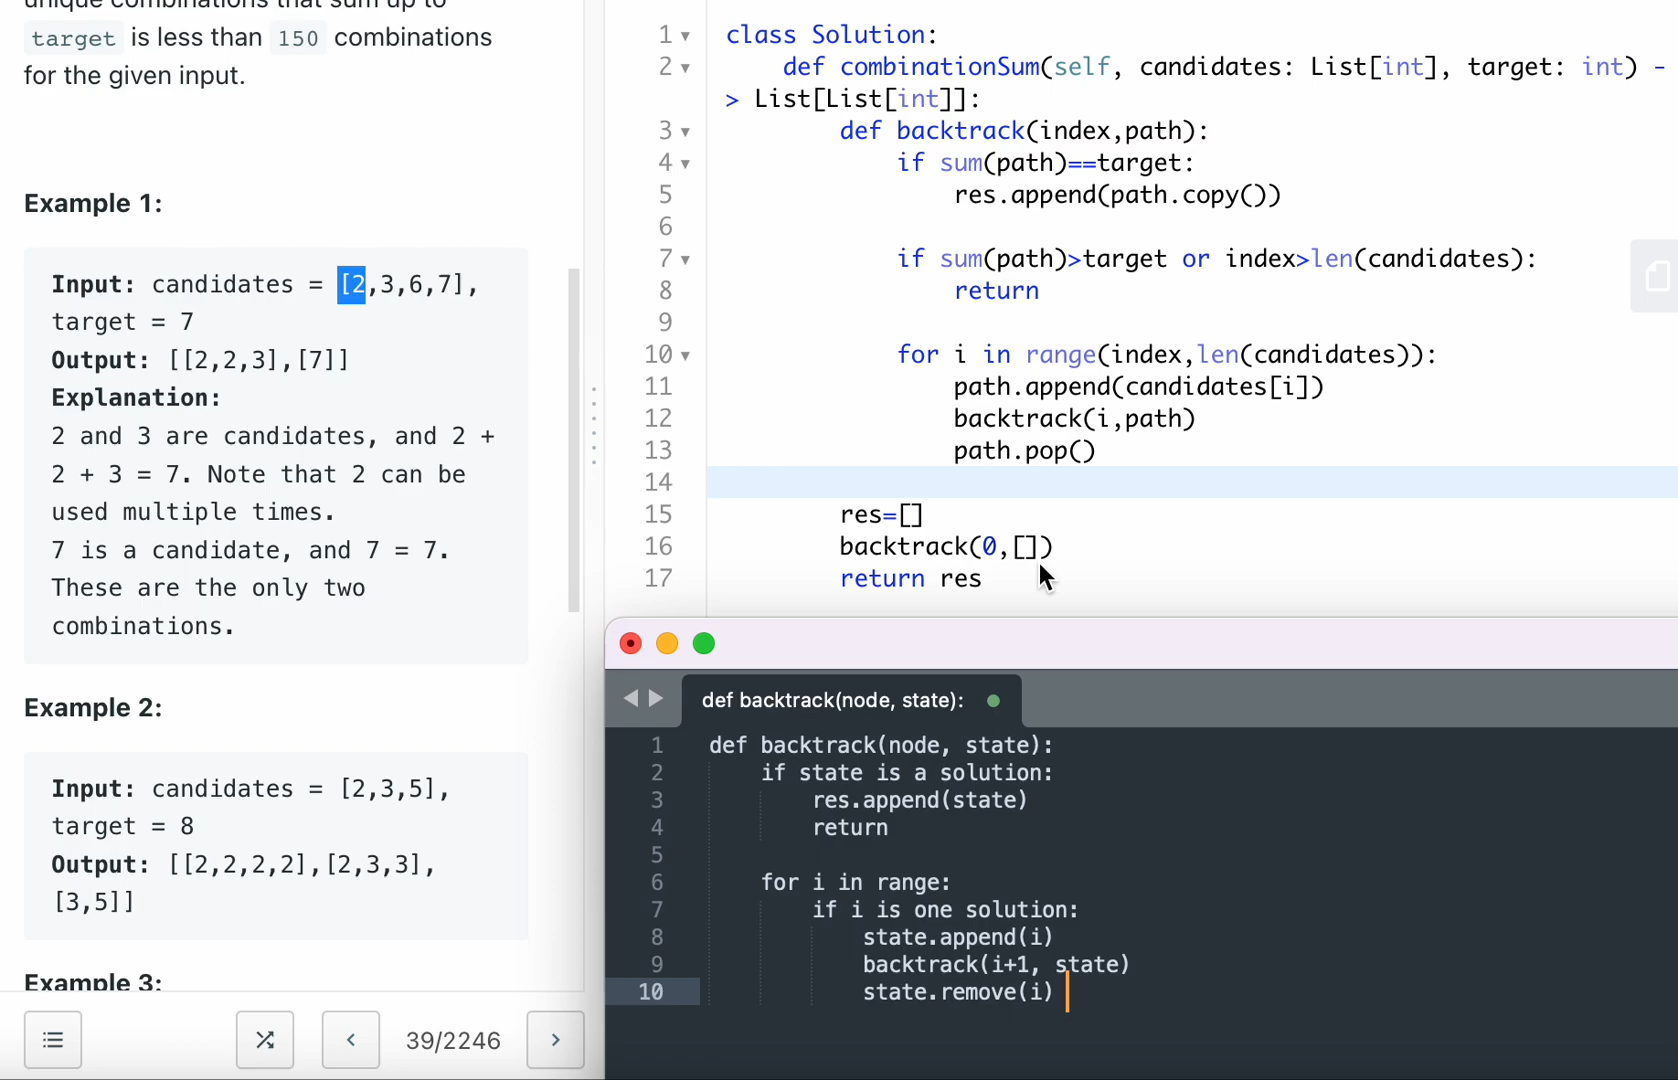 unique combinations that sum up to
target is less than 150 combinations
for the given input.
Example 1:
Input: candidates = [2,3,6,7],
target = 7
Output: [[2,2,3],[7]]
Explanation:
2 and 3 are candidates, and 2 +
2 + 3 = 7. Note that 2 can be
used multiple times.
7 is a candidate, and 7 = 7.
These are the only two
combinations.
Example 2:
Input: candidates = [2,3,5],
target = 8
Output: [[2,2,2,2],[2,3,3],
[3,5]]
Example 3:
39/2246
1 class Solution:
2 def combinationSum(self, candidates: List[int], target: int) -
> List[List[int]]:
3 def backtrack(index,path):
4 if sum(path)==target:
5 res.append(path.copy())
6
7 if sum(path)>target or index>len(candidates):
8 return
9
10 for i in range(index,len(candidates)):
11 path.append(candidates[i])
12 backtrack(i,path)
13 path.pop()
14
15 res=[]
16 backtrack(0,[])
17 return res
def backtrack(node, state):
1 def backtrack(node, state):
2 if state is a solution:
3 res.append(state)
4 return
5
6 for i in range:
7 if i is one solution:
8 state.append(i)
9 backtrack(i+1, state)
10 state.remove(i)